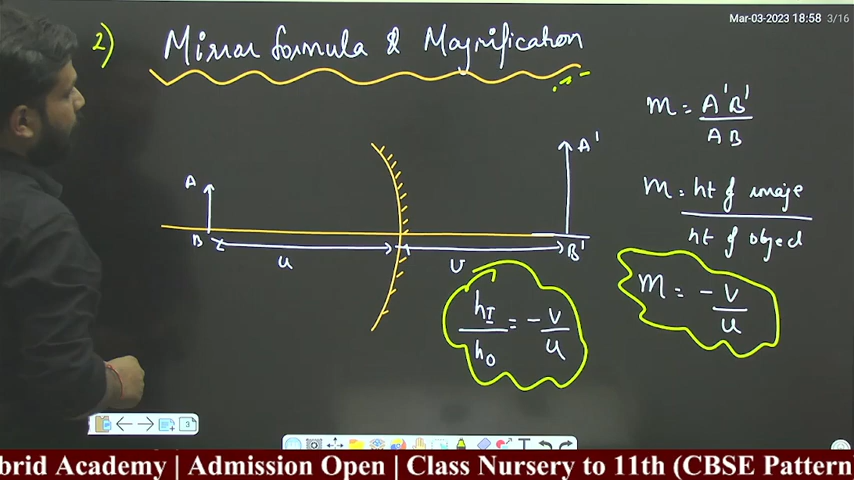 Mar-03-2023 18:58 3/16
2) Mirror formula & Magnification
m = A'B' / AB
m = ht of image / ht of object
m = - v / u
A
B
u
v
A'
B'
hI / hO = - v / u
3
brid Academy | Admission Open | Class Nursery to 11th (CBSE Pattern